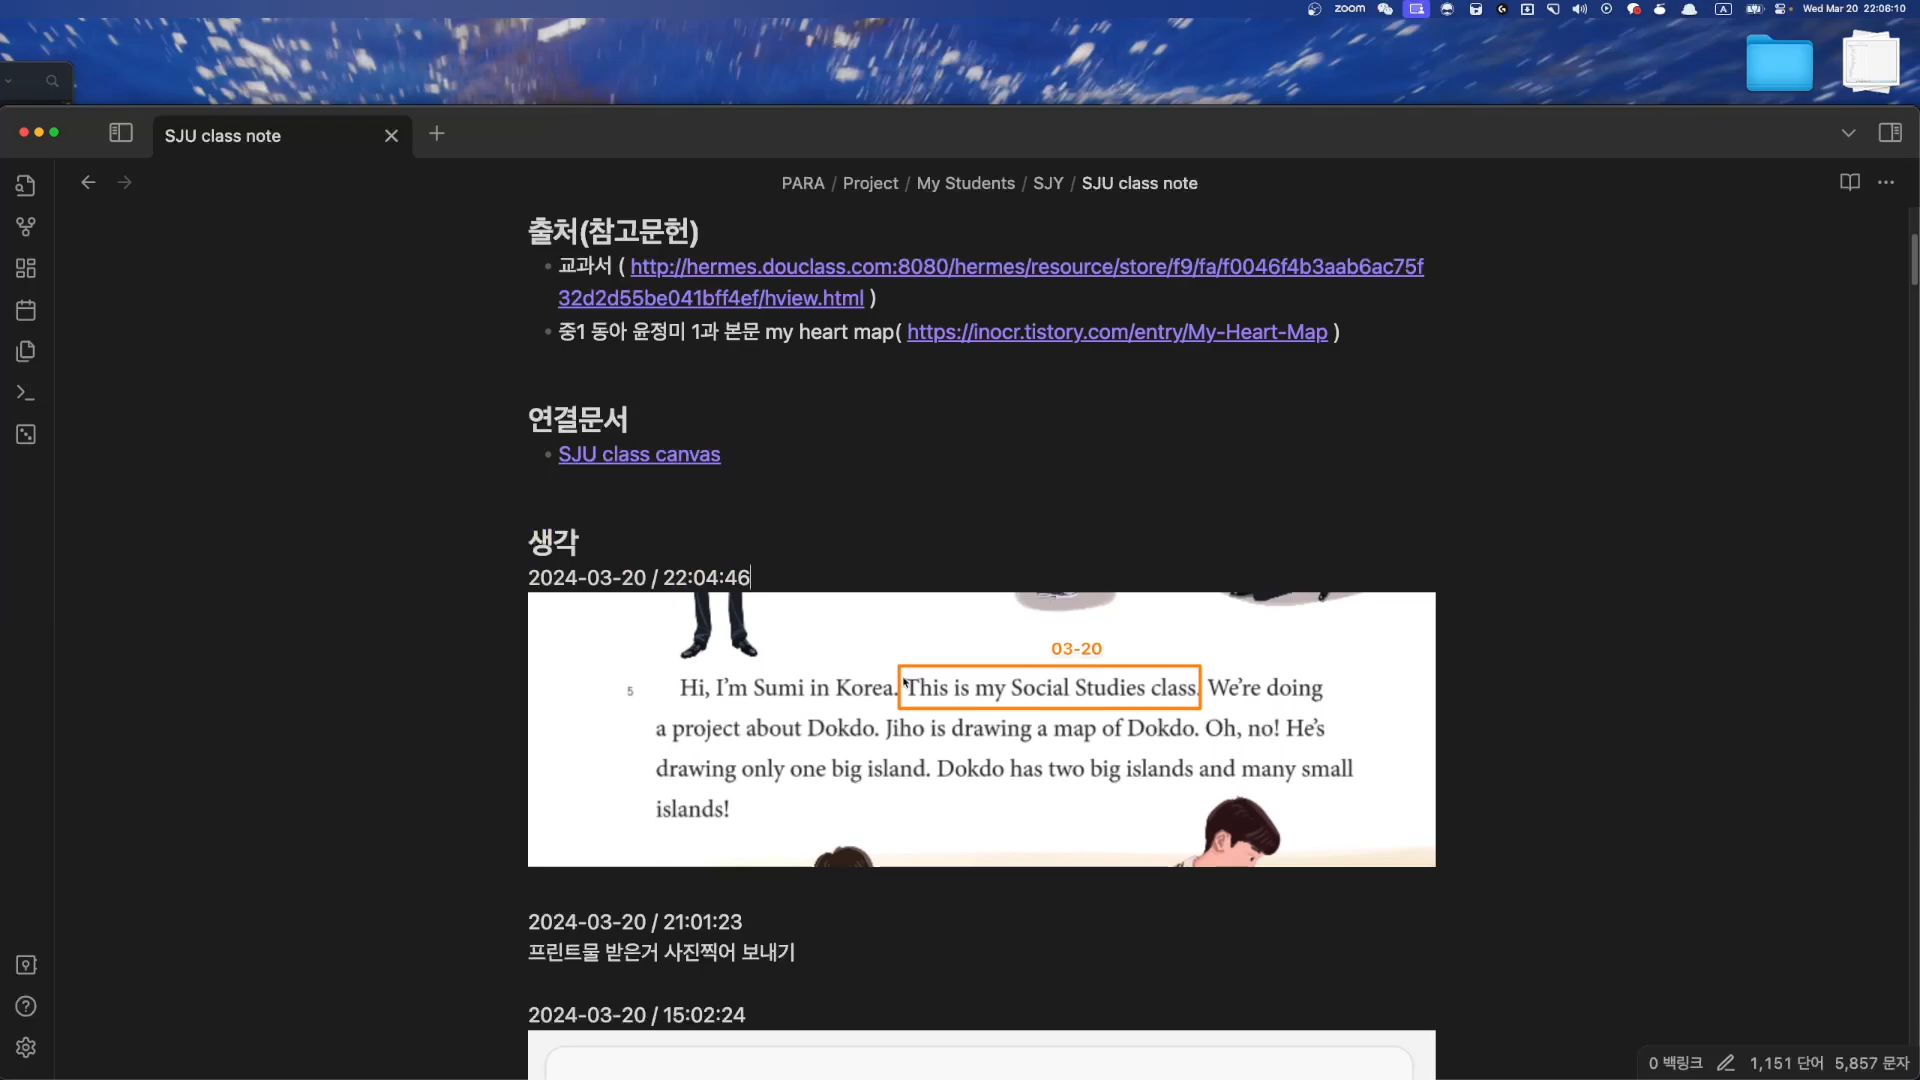 zoom
A
Wed Mar 20 22:06:10
SJU class note
PARA / Project / My Students / SJY / SJU class note
출처(참고문헌)
교과서 ( http://hermes.douclass.com:8080/hermes/resource/store/f9/fa/f0046f4b3aab6ac75f
32d2d55be041bff4ef/hview.html )
중1 동아 윤정미 1과 본문 my heart map( https://inocr.tistory.com/entry/My-Heart-Map )
연결문서
SJU class canvas
생각
2024-03-20 / 22:04:46
03-20
5 Hi, I'm Sumi in Korea. This is my Social Studies class. We're doing
a project about Dokdo. Jiho is drawing a map of Dokdo. Oh, no! He's
drawing only one big island. Dokdo has two big islands and many small
islands!
2024-03-20 / 21:01:23
프린트물 받은거 사진찍어 보내기
2024-03-20 / 15:02:24
0 백링크 1,151 단어 5,857 문자